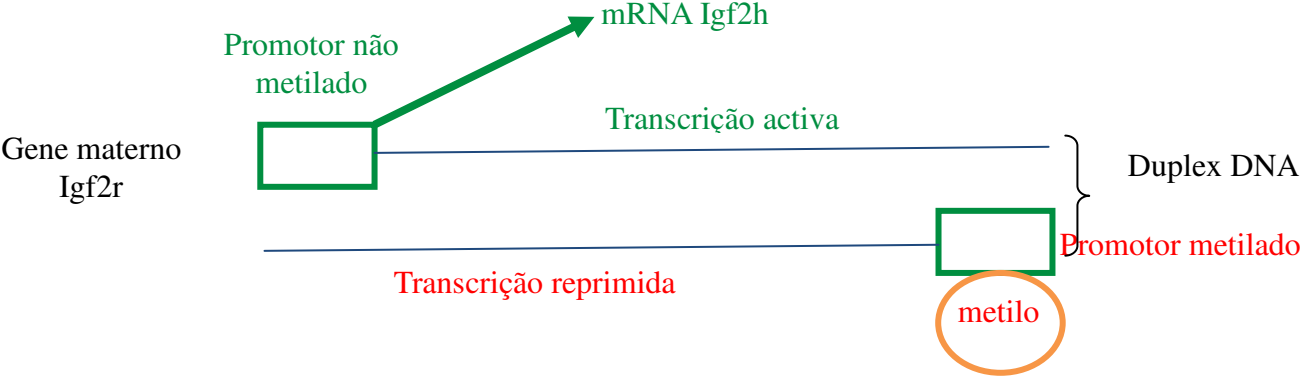 mRNA Igf2h
Promotor não
metilado
Transcrição activa
Gene materno
Igf2r
Duplex DNA
Promotor metilado
Transcrição reprimida
metilo